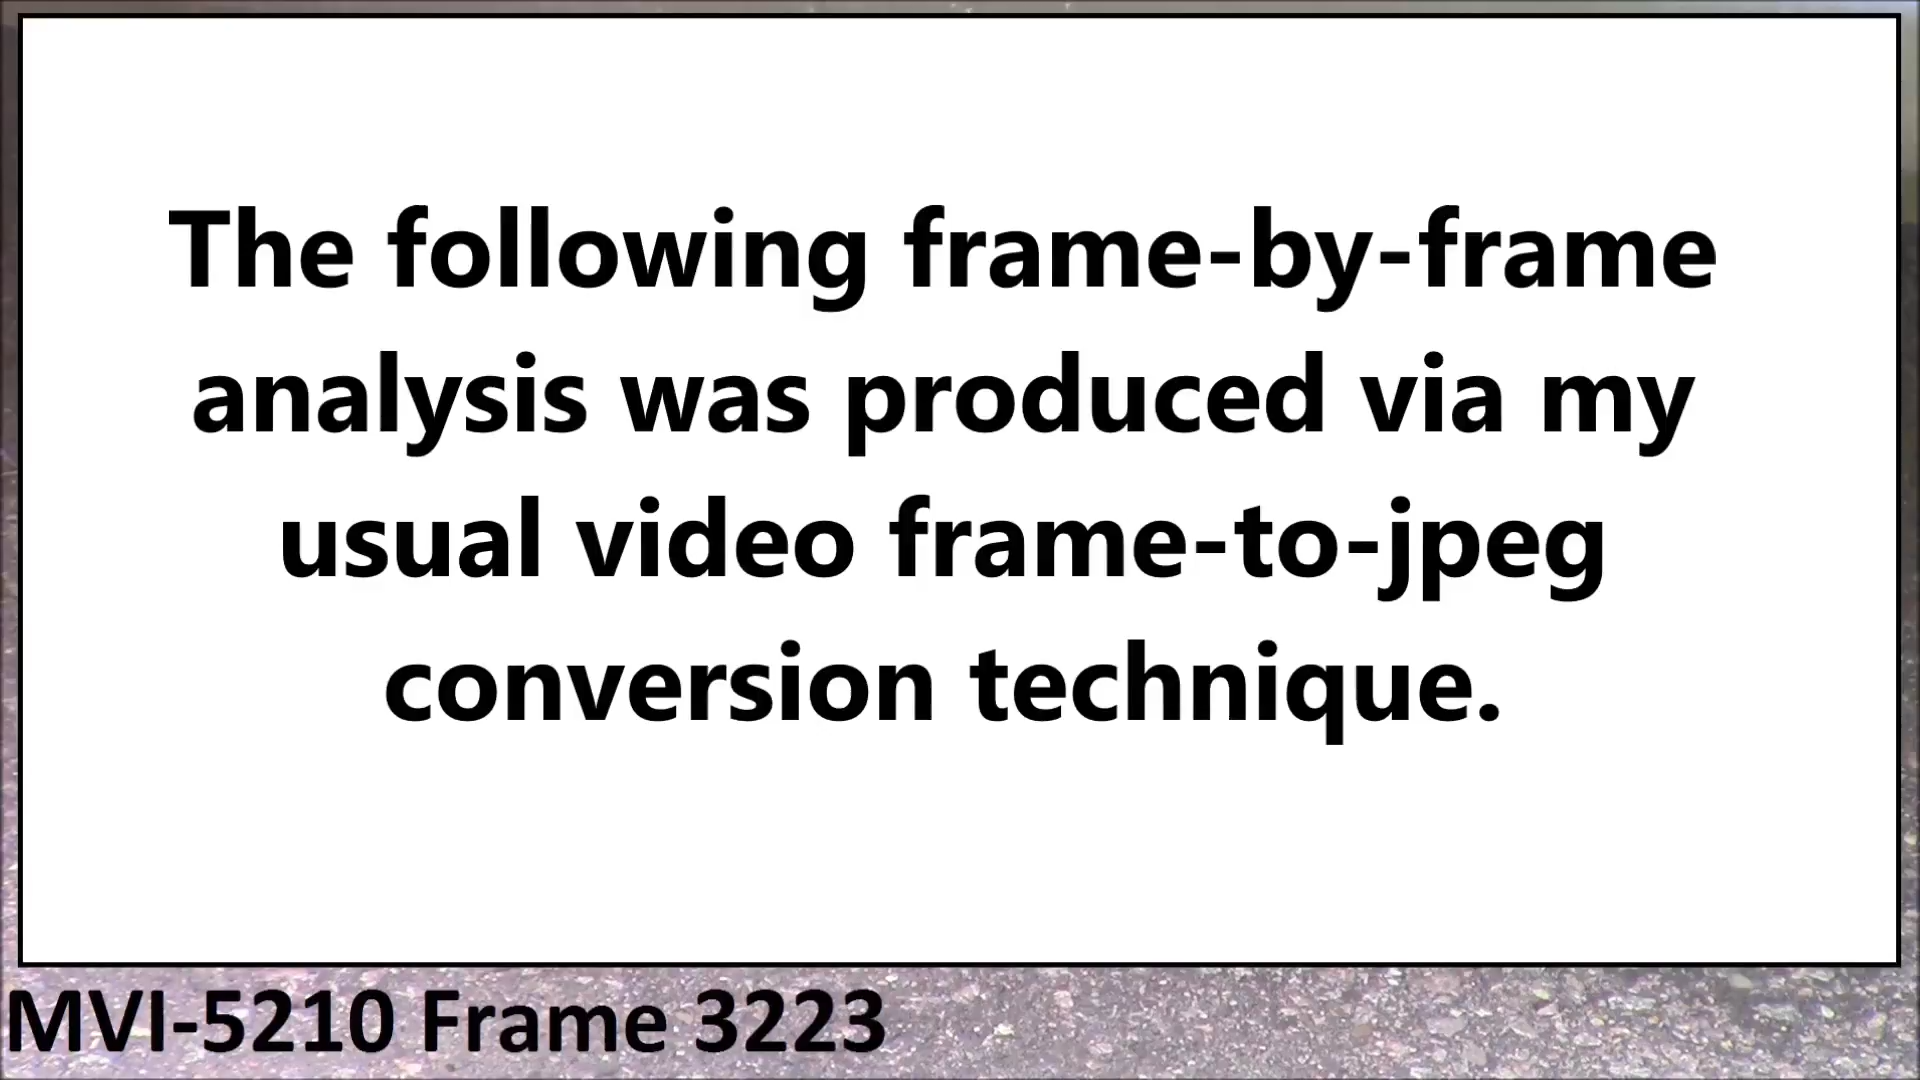 The following frame-by-frame
analysis was produced via my
usual video frame-to-jpeg
conversion technique.
MVI-5210 Frame 3223